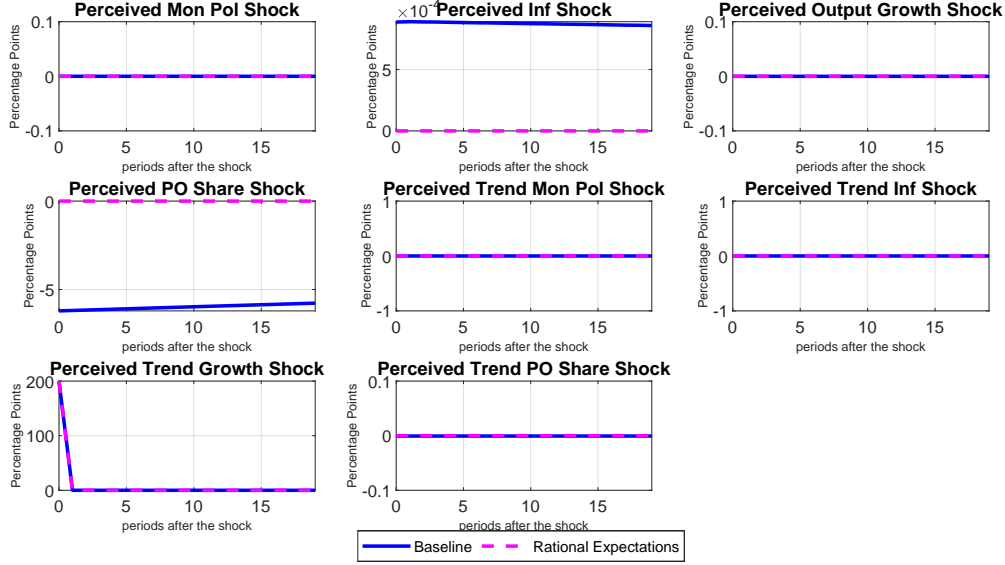 Perceived Mon Pol Shock
Percentage Points
0.1
0
-0.1
0 5 10 15
periods after the shock
Perceived Inf Shock
×10-4
Percentage Points
5
0
0 5 10 15
periods after the shock
Perceived Output Growth Shock
Percentage Points
0.1
0
-0.1
0 5 10 15
periods after the shock
Perceived PO Share Shock
Percentage Points
0
-5
0 5 10 15
periods after the shock
Perceived Trend Mon Pol Shock
Percentage Points
1
0
-1
0 5 10 15
periods after the shock
Perceived Trend Inf Shock
Percentage Points
1
0
-1
0 5 10 15
periods after the shock
Perceived Trend Growth Shock
Percentage Points
200
100
0
0 5 10 15
periods after the shock
Perceived Trend PO Share Shock
Percentage Points
0.1
0
-0.1
0 5 10 15
periods after the shock
Baseline Rational Expectations